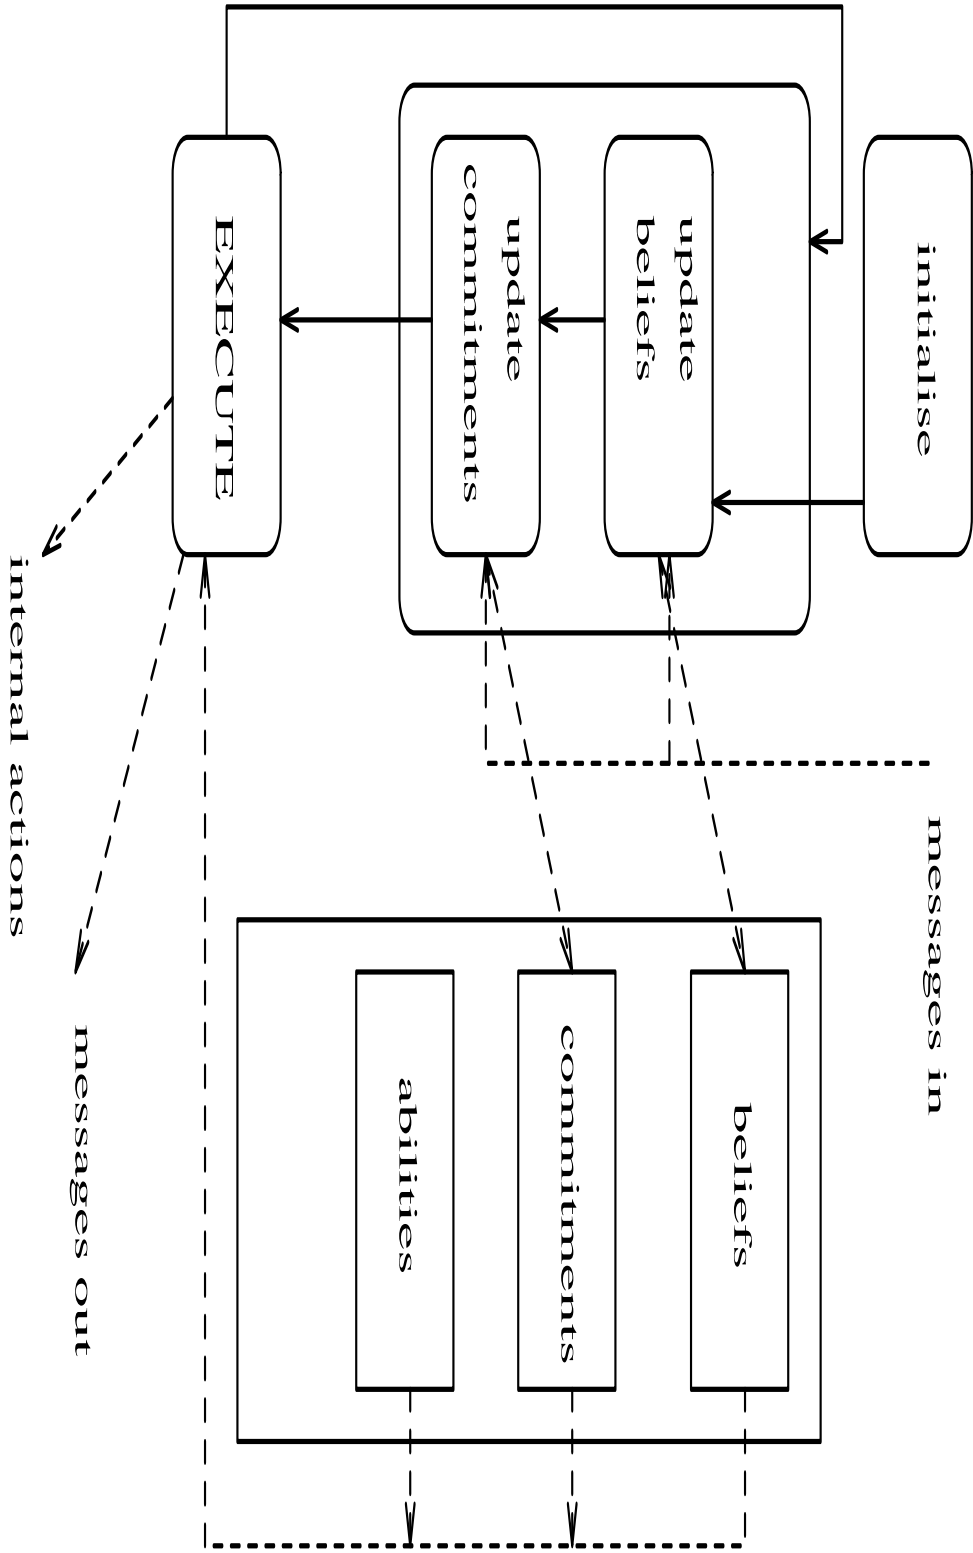 initialise
messages in
update
beliefs
beliefs
update
commitments
commitments
abilities
EXECUTE
messages out
internal actions